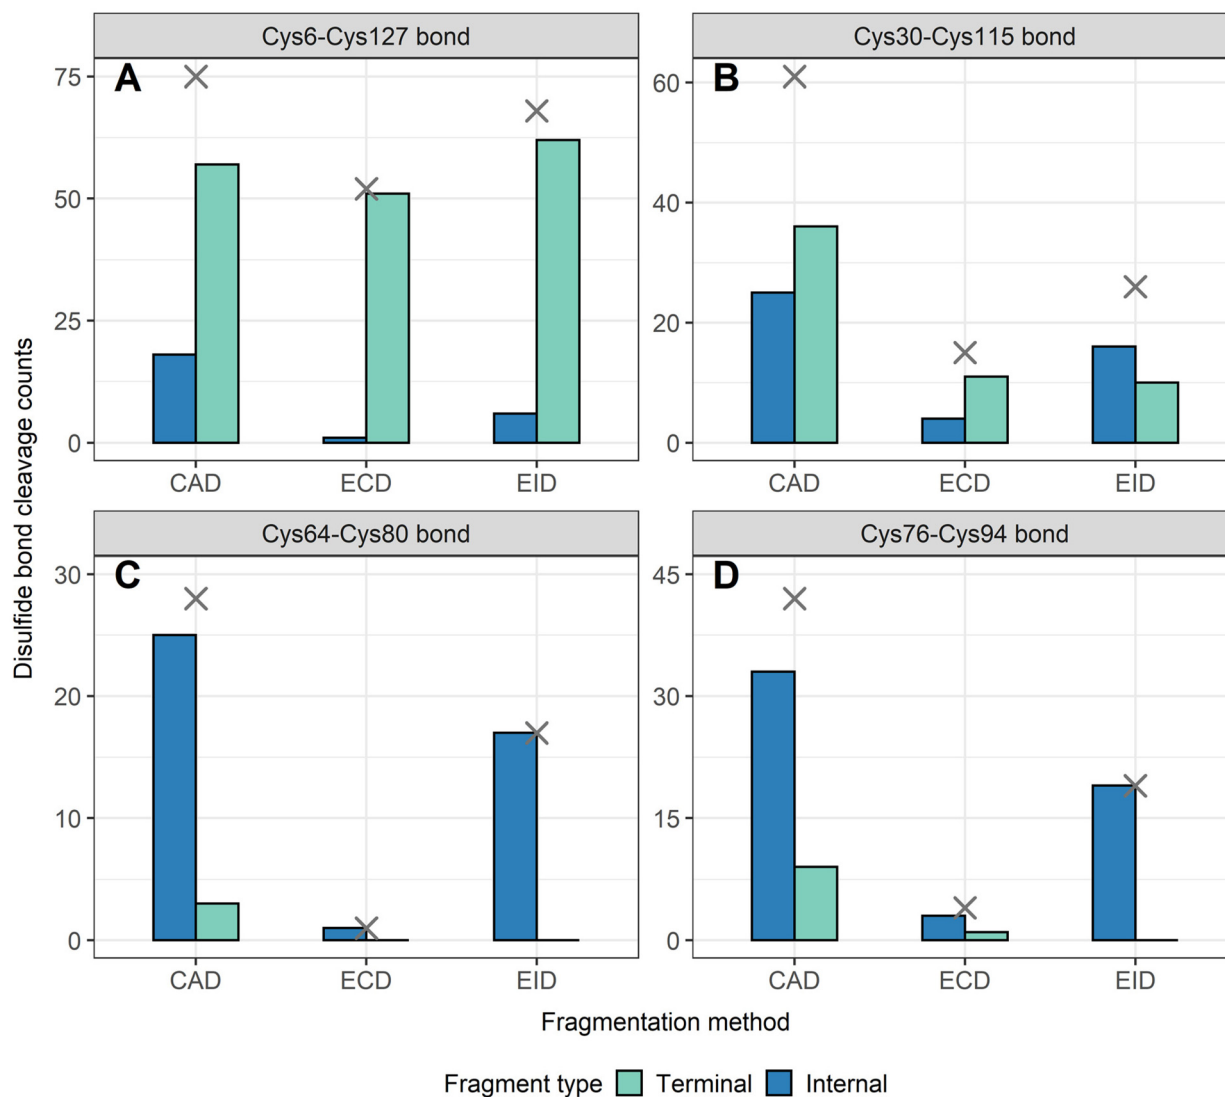 Cys6-Cys127 bond
Cys30-Cys115 bond
A
B
75
50
25
0
60
40
20
0
CAD ECD EID
CAD ECD EID
Disulfide bond cleavage counts
Cys64-Cys80 bond
Cys76-Cys94 bond
C
D
30
20
10
0
45
30
15
0
CAD ECD EID
CAD ECD EID
Fragmentation method
Fragment type Terminal Internal